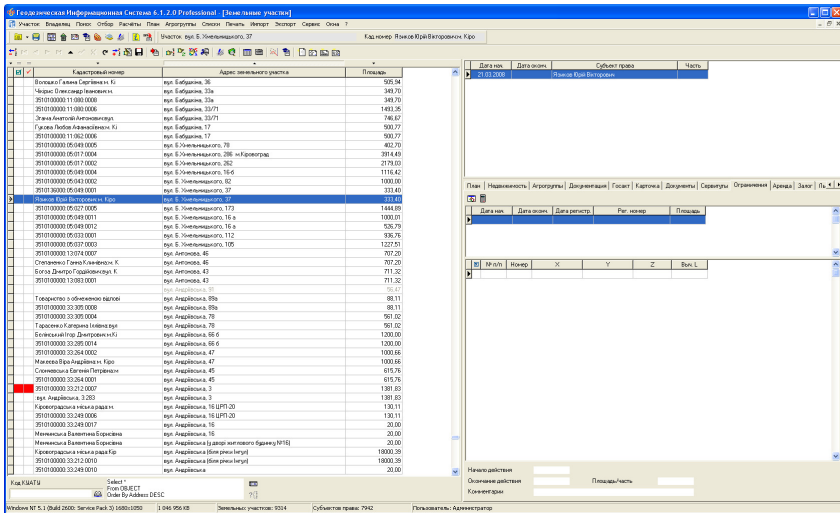 Геодезическая Информационная Система 6.1.2.0 Professional - [Земельные участки]
Участок Владелец Поиск Отбор Расчёты План Агрогруппы Списки Печать Импорт Экспорт Сервис Окна ?
Участок вул. Б. Хмельницького, 37 Кад.номер Язиков Юрій Вікторович:м. Кіро
Кадастровый номер Адрес земельного участка Площадь
Волошко Галина Сергіївна:м. Кі вул. Бабушкіна, 36 505,94
Чкірис Олександр Іванович:м. вул. Бабушкіна, 33а 349,70
3510100000:11:080:0008 вул. Бабушкіна, 33а 349,70
3510100000:11:080:0006 вул. Бабушкіна, 33/71 1493,35
Згама Анатолій Антонович:вул. вул. Бабушкіна, 33/71 746,67
Гукова Любов Афанасіївна:м. Кі вул. Бабушкіна, 17 500,77
3510100000:11:062:0006 вул. Бабушкіна, 17 500,77
3510100000:05:049:0005 вул. Б.Хмельницького, 78 402,70
3510100000:05:017:0004 вул. Б.Хмельницького, 286 м.Кіровоград 3914,49
3510100000:05:017:0002 вул. Б.Хмельницького, 262 2179,03
3510100000:05:049:0004 вул. Б.Хмельницького, 16-б 1116,42
3510100000:05:043:0002 вул. Б. Хмельницького, 82 1000,00
3510136000:05:049:0001 вул. Б. Хмельницького, 37 333,40
Язиков Юрій Вікторович:м. Кіро вул. Б. Хмельницького, 37 333,40
3510100000:05:027:0005 вул. Б. Хмельницького, 173 1444,89
3510100000:05:049:0011 вул. Б. Хмельницького, 16 а 1000,01
3510100000:05:049:0012 вул. Б. Хмельницького, 16 а 526,79
3510100000:05:033:0001 вул. Б. Хмельницького, 112 936,76
3510100000:05:037:0003 вул. Б. Хмельницького, 105 1227,51
3510100000:13:074:0007 вул. Антонова, 46 707,20
Степаненко Ганна Климівна:м. К вул. Антонова, 46 707,20
Богоа Дмитро Гордійович:вул. К вул. Антонова, 43 711,32
3510100000:13:083:0001 вул. Антонова, 43 711,32
вул. Андріївська, 91 56,47
Товариство з обмеженою відпові вул. Андріївська, 89а 88,11
3510100000:33:305:0008 вул. Андріївська, 89а 88,11
3510100000:33:305:0004 вул. Андріївська, 78 561,02
Тарасенко Катерина Іллівна:вул вул. Андріївська, 78 561,02
Бєлінський Ігор Дмитрович:м.Кі вул. Андріївська, 66 б 1200,00
3510100000:33:285:0014 вул. Андріївська, 66 б 1200,00
3510100000:33:264:0002 вул. Андріївська, 47 1000,66
Макеєва Віра Андріївна:м. Кіро вул. Андріївська, 47 1000,66
Сломчевська Євгенія Петрівна:м вул. Андріївська, 45 615,76
3510100000:33:264:0001 вул. Андріївська, 45 615,76
3510100000:33:212:0007 вул. Андріївська, 3 1381,83
:вул. Андріївська, 3:283 вул. Андріївська, 3 1381,83
Кіровоградська міська рада:м. вул. Андріївська, 16 ЦРП-20 130,11
3510100000:33:249:0006 вул. Андріївська, 16 ЦРП-20 130,11
3510100000:33:249:0017 вул. Андріївська, 16 20,00
Менчинська Валентина Борисівна вул. Андріївська, 16 20,00
Менчинська Валентина Борисівна вул. Андріївська (у дворі житлового будинку №16) 20,00
Кіровоградська міська рада:Кір вул. Андріївська (біля річки Інгул) 18000,39
3510100000:33:212:0010 вул. Андріївська (біля річки Інгул) 18000,39
3510100000:33:249:0010 вул. Андріївська 20,00
Код КУАТЫ
Select *
From OBJECT
Order By Address DESC
Дата нач. Дата оконч. Субъект права Часть
21.03.2008 Язиков Юрій Вікторович
План Недвижимость Агрогруппы Документация Госакт Карточка Документы Сервитуты Ограничения Аренда Залог
Дата нач. Дата оконч. Дата регистр. Рег. номер Площадь
№ п/п Номер X Y Z Выч. L
Начало действия
Окончание действия Площадь/часть
Комментарии
Windows NT 5.1 (Build 2600: Service Pack 3) 1680x1050 1 046 956 KB Земельных участков: 9314 Субъектов права: 7942 Пользователь: Администратор